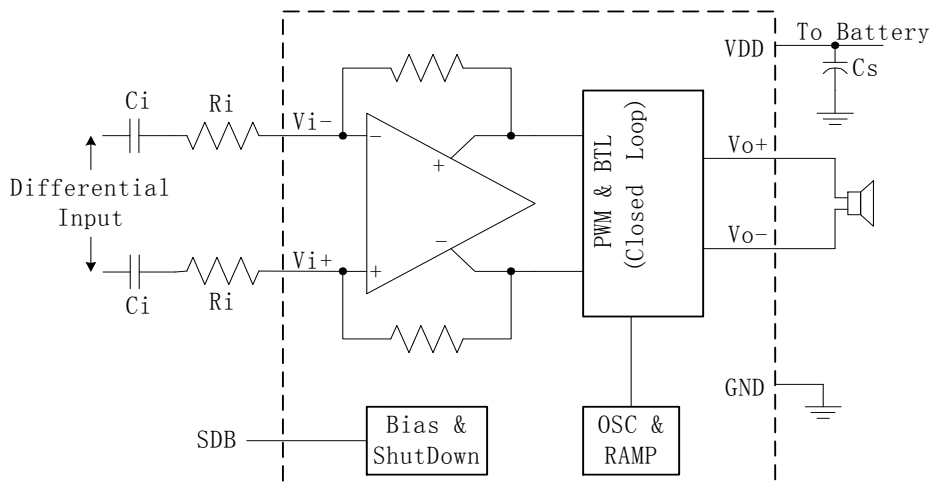 To Battery
VDD
Cs
Ci
Ri
Vi-
-
+
PWM & BTL
(Closed Loop)
Vo+
Differential
Input
Vo-
-
Vi+
+
Ci
Ri
GND
SDB
Bias &
ShutDown
OSC &
RAMP